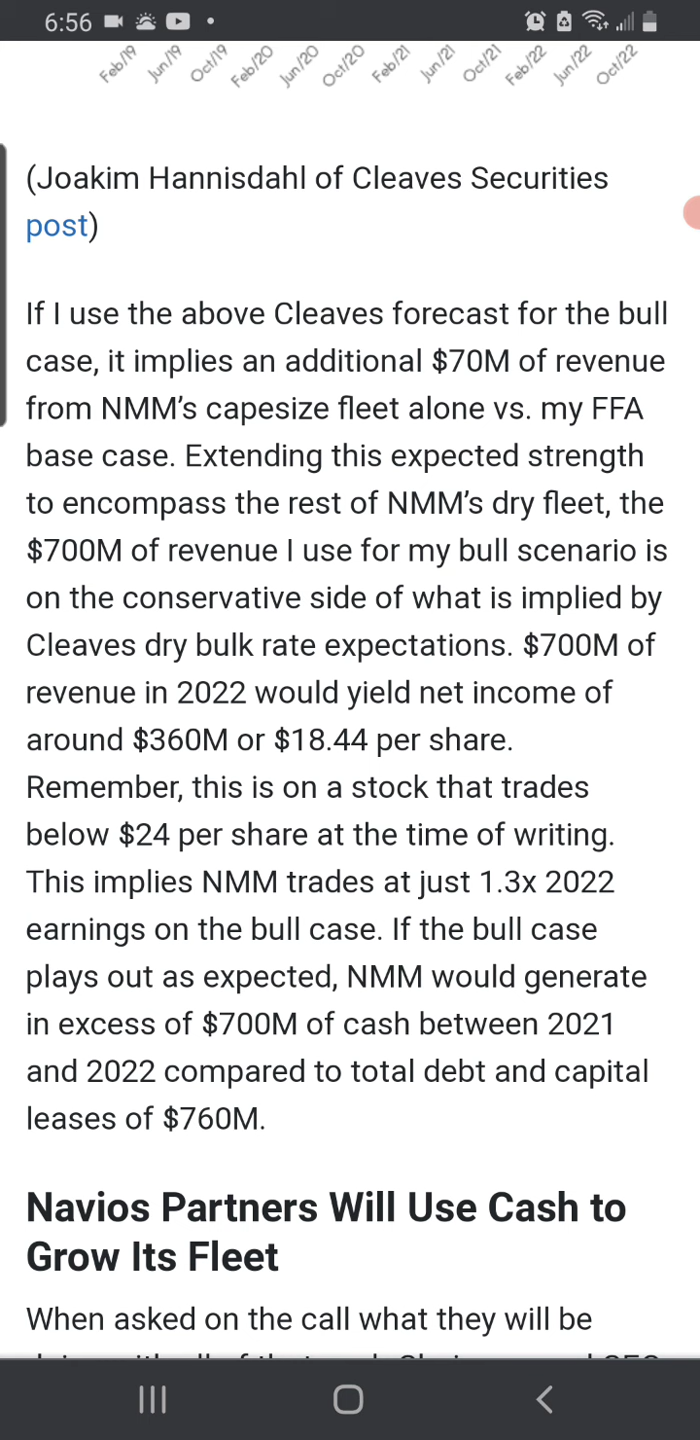 6:56
Feb/19 Jun/19 Oct/19 Feb/20 Jun/20 Oct/20 Feb/21 Jun/21 Oct/21 Feb/22 Jun/22 Oct/22
(Joakim Hannisdahl of Cleaves Securities
post)
If I use the above Cleaves forecast for the bull
case, it implies an additional $70M of revenue
from NMM’s capesize fleet alone vs. my FFA
base case. Extending this expected strength
to encompass the rest of NMM’s dry fleet, the
$700M of revenue I use for my bull scenario is
on the conservative side of what is implied by
Cleaves dry bulk rate expectations. $700M of
revenue in 2022 would yield net income of
around $360M or $18.44 per share.
Remember, this is on a stock that trades
below $24 per share at the time of writing.
This implies NMM trades at just 1.3x 2022
earnings on the bull case. If the bull case
plays out as expected, NMM would generate
in excess of $700M of cash between 2021
and 2022 compared to total debt and capital
leases of $760M.
Navios Partners Will Use Cash to
Grow Its Fleet
When asked on the call what they will be